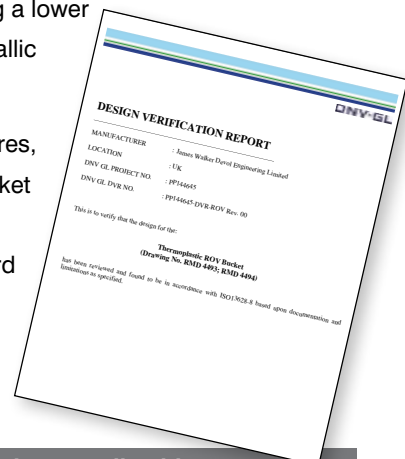 g a lower
allic
res,
ket
rd
DNV·GL
DESIGN VERIFICATION REPORT
MANUFACTURER : James Walker Devol Engineering Limited
LOCATION : UK
DNV GL PROJECT NO. : PP144645
DNV GL DVR NO. : PP144645-DVR-ROV Rev. 00
This is to verify that the design for the:
Thermoplastic ROV Bucket
(Drawing No. RMD 4493; RMD 4494)
has been reviewed and found to be in accordance with ISO13628-8 based upon documentation and
limitations as specified.